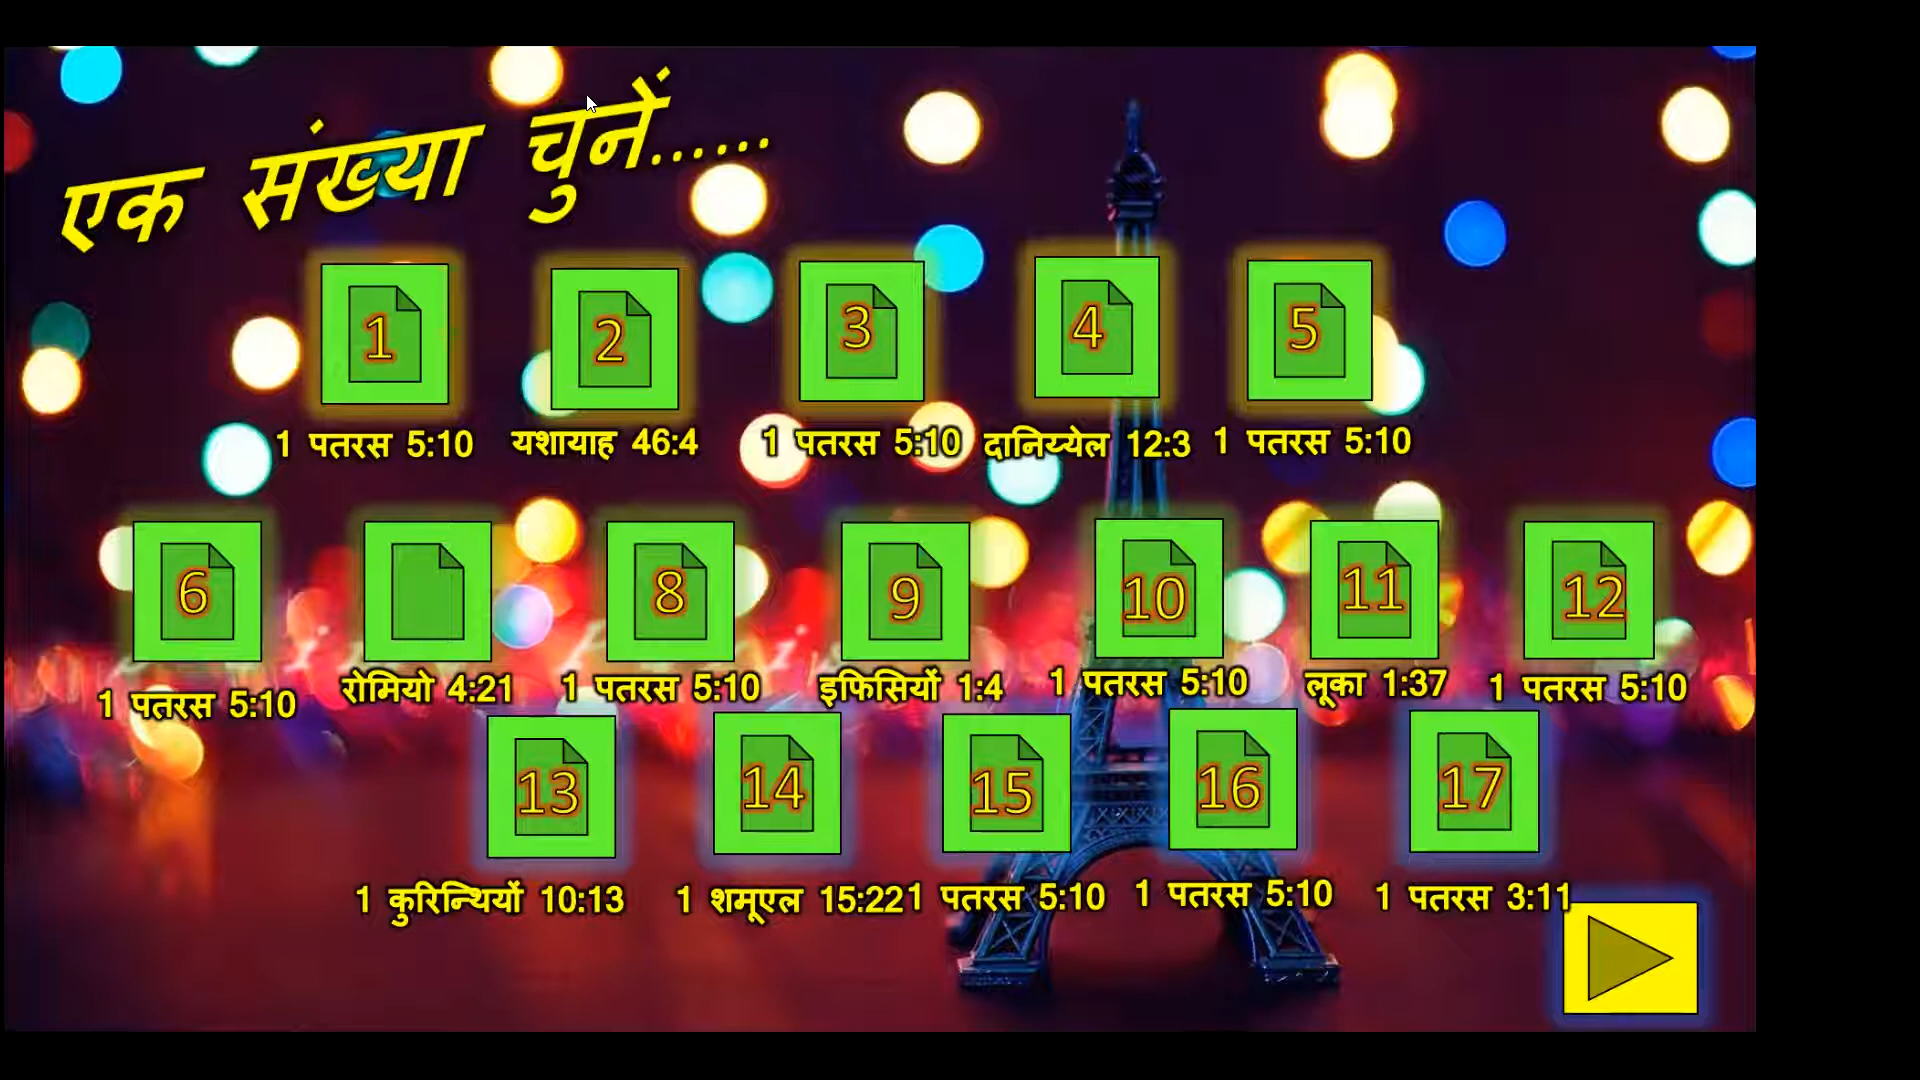 एक संख्या चुनें......
1 2 3 4 5
1 पतरस 5:10 यशायाह 46:4 1 पतरस 5:10 दानिय्येल 12:3 1 पतरस 5:10
6 8 9 10 11 12
1 पतरस 5:10 रोमियो 4:21 1 पतरस 5:10 इफिसियों 1:4 1 पतरस 5:10 लूका 1:37 1 पतरस 5:10
13 14 15 16 17
1 कुरिन्थियों 10:13 1 शमूएल 15:22 1 पतरस 5:10 1 पतरस 5:10 1 पतरस 3:11